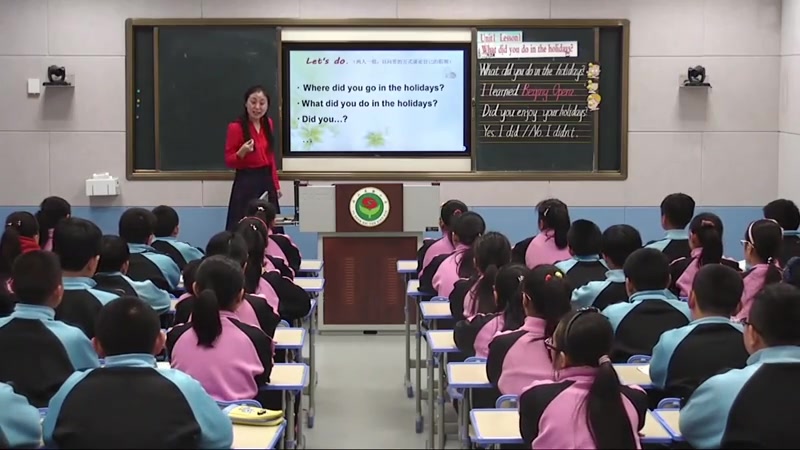 Let's do.
· Where did you go in the holidays?
· What did you do in the holidays?
· Did you…?
Unit1 Lesson1
What did you do in the holidays?
What did you do in the holidays?
I learned Beijing Opera
Did you enjoy your holidays?
Yes, I did. / No, I didn't.